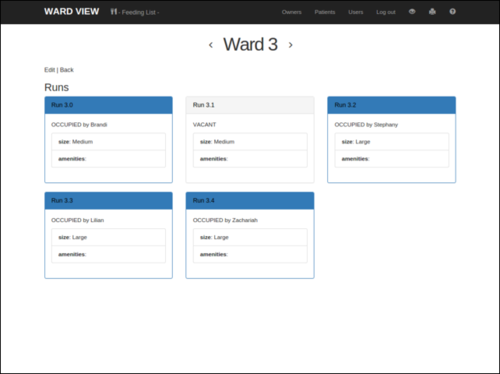 WARD VIEW - Feeding List - Owners Patients Users Log out
‹ Ward 3 ›
Edit | Back
Runs
Run 3.0 Run 3.1 Run 3.2
OCCUPIED by Brandi VACANT OCCUPIED by Stephany
size: Medium size: Medium size: Large
amenities: amenities: amenities:
Run 3.3 Run 3.4
OCCUPIED by Lilian OCCUPIED by Zachariah
size: Large size: Large
amenities: amenities: